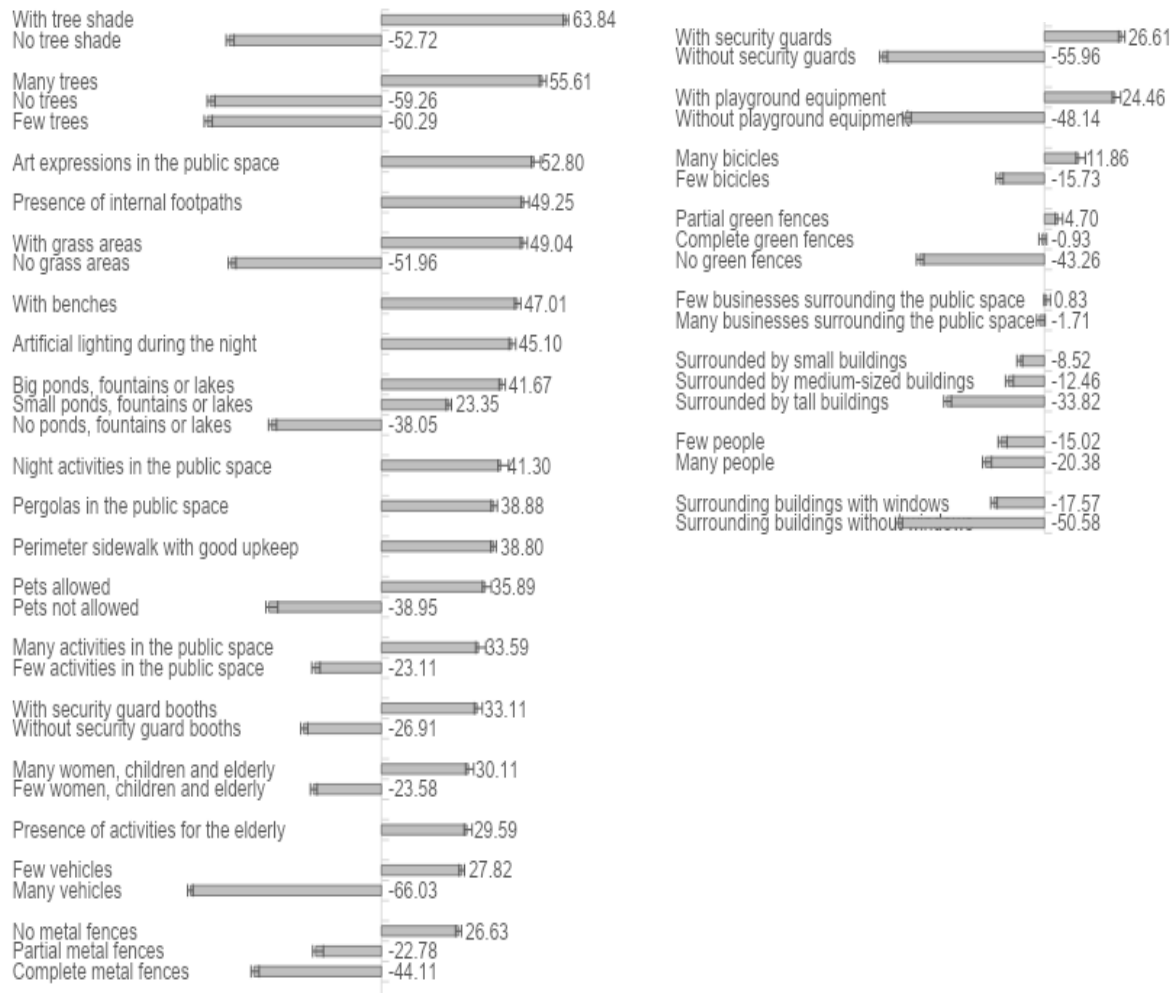 With tree shade 63.84
No tree shade -52.72
Many trees 55.61
No trees -59.26
Few trees -60.29
Art expressions in the public space 52.80
Presence of internal footpaths 49.25
With grass areas 49.04
No grass areas -51.96
With benches 47.01
Artificial lighting during the night 45.10
Big ponds, fountains or lakes 41.67
Small ponds, fountains or lakes 23.35
No ponds, fountains or lakes -38.05
Night activities in the public space 41.30
Pergolas in the public space 38.88
Perimeter sidewalk with good upkeep 38.80
Pets allowed 35.89
Pets not allowed -38.95
Many activities in the public space 33.59
Few activities in the public space -23.11
With security guard booths 33.11
Without security guard booths -26.91
Many women, children and elderly 30.11
Few women, children and elderly -23.58
Presence of activities for the elderly 29.59
Few vehicles 27.82
Many vehicles -66.03
No metal fences 26.63
Partial metal fences -22.78
Complete metal fences -44.11
With security guards 26.61
Without security guards -55.96
With playground equipment 24.46
Without playground equipment -48.14
Many bicicles 11.86
Few bicicles -15.73
Partial green fences 4.70
Complete green fences -0.93
No green fences -43.26
Few businesses surrounding the public space 0.83
Many businesses surrounding the public space -1.71
Surrounded by small buildings -8.52
Surrounded by medium-sized buildings -12.46
Surrounded by tall buildings -33.82
Few people -15.02
Many people -20.38
Surrounding buildings with windows -17.57
Surrounding buildings without windows -50.58